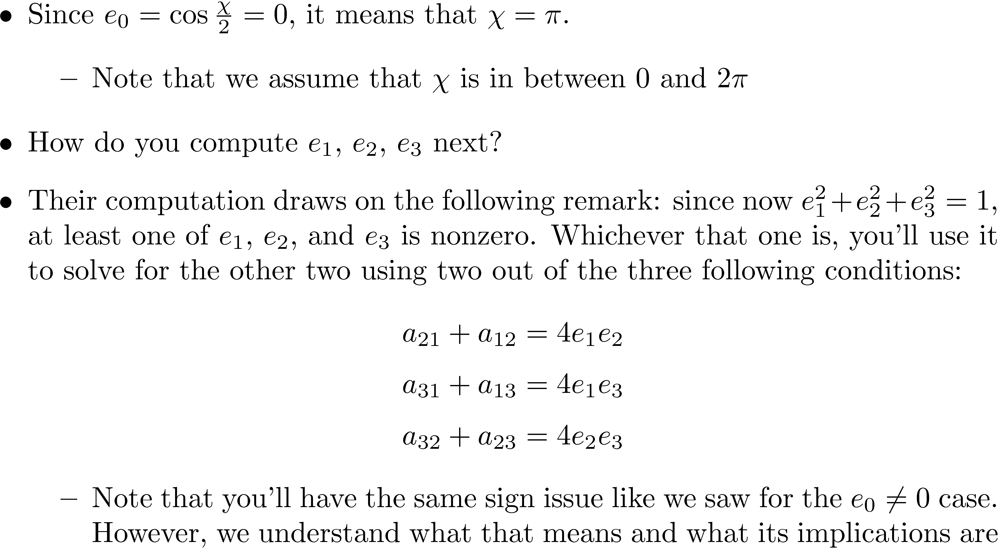 • Since $e_0 = \cos \frac{\chi}{2} = 0$, it means that $\chi = \pi$.
– Note that we assume that $\chi$ is in between 0 and $2\pi$
• How do you compute $e_1$, $e_2$, $e_3$ next?
• Their computation draws on the following remark: since now $e_1^2 + e_2^2 + e_3^2 = 1$,
at least one of $e_1$, $e_2$, and $e_3$ is nonzero. Whichever that one is, you'll use it
to solve for the other two using two out of the three following conditions:
$a_{21} + a_{12} = 4e_1e_2$
$a_{31} + a_{13} = 4e_1e_3$
$a_{32} + a_{23} = 4e_2e_3$
– Note that you'll have the same sign issue like we saw for the $e_0 \neq 0$ case.
However, we understand what that means and what its implications are